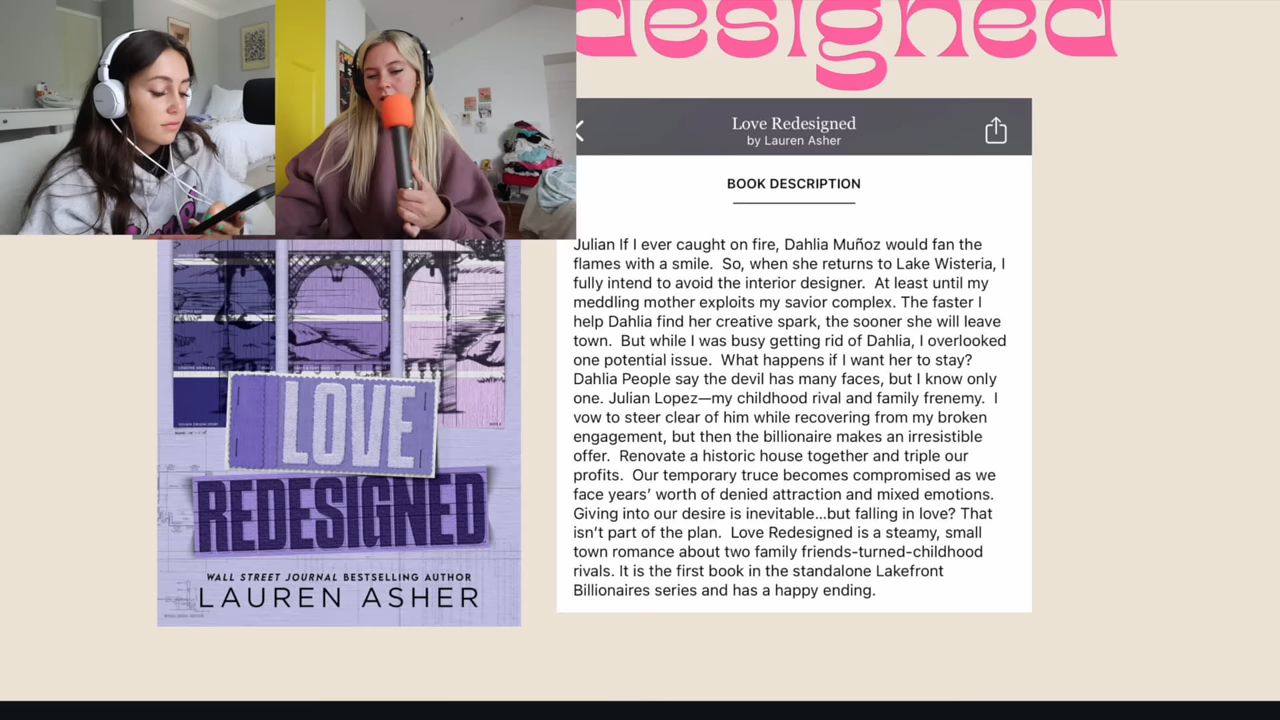 designed
Love Redesigned
by Lauren Asher
BOOK DESCRIPTION
Julian If I ever caught on fire, Dahlia Muñoz would fan the
flames with a smile. So, when she returns to Lake Wisteria, I
fully intend to avoid the interior designer. At least until my
meddling mother exploits my savior complex. The faster I
help Dahlia find her creative spark, the sooner she will leave
town. But while I was busy getting rid of Dahlia, I overlooked
one potential issue. What happens if I want her to stay?
Dahlia People say the devil has many faces, but I know only
one. Julian Lopez—my childhood rival and family frenemy. I
vow to steer clear of him while recovering from my broken
engagement, but then the billionaire makes an irresistible
offer. Renovate a historic house together and triple our
profits. Our temporary truce becomes compromised as we
face years’ worth of denied attraction and mixed emotions.
Giving into our desire is inevitable...but falling in love? That
isn’t part of the plan. Love Redesigned is a steamy, small
town romance about two family friends-turned-childhood
rivals. It is the first book in the standalone Lakefront
Billionaires series and has a happy ending.
LOVE
REDESIGNED
WALL STREET JOURNAL BESTSELLING AUTHOR
LAUREN ASHER